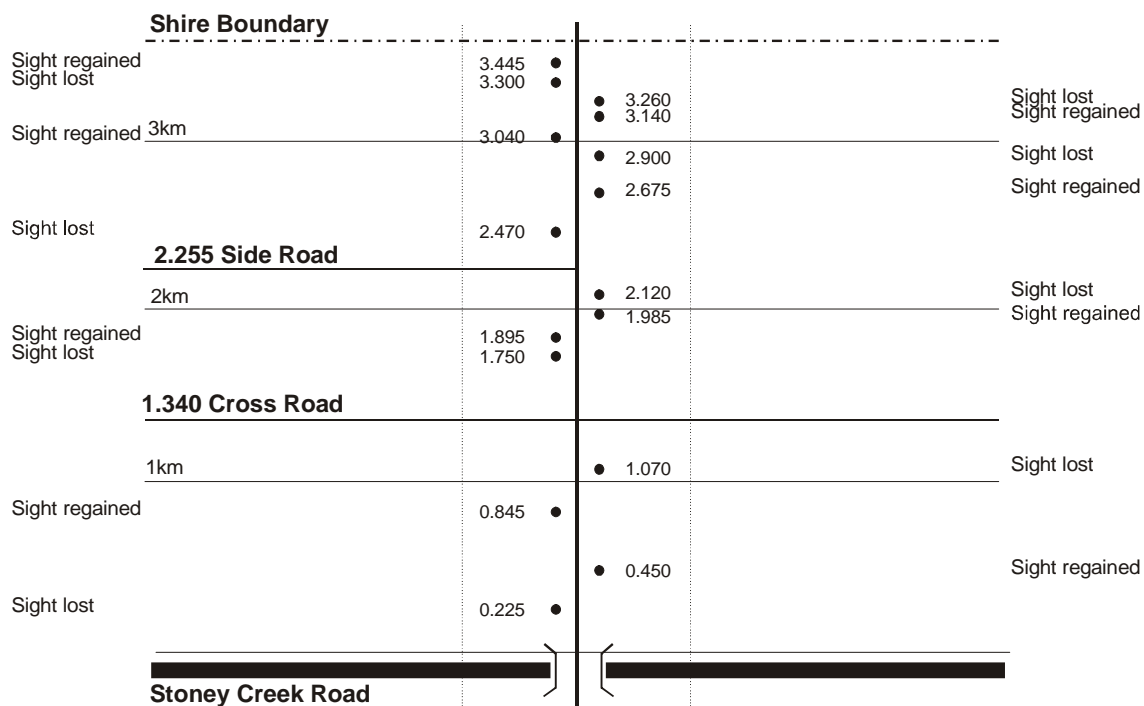 Shire Boundary
Sight regained 3.445
Sight lost 3.300
3.260 Sight lost
3.140 Sight regained
Sight regained 3km 3.040
2.900 Sight lost
2.675 Sight regained
Sight lost 2.470
2.255 Side Road
2km 2.120 Sight lost
1.985 Sight regained
Sight regained 1.895
Sight lost 1.750
1.340 Cross Road
1km 1.070 Sight lost
Sight regained 0.845
0.450 Sight regained
Sight lost 0.225
Stoney Creek Road